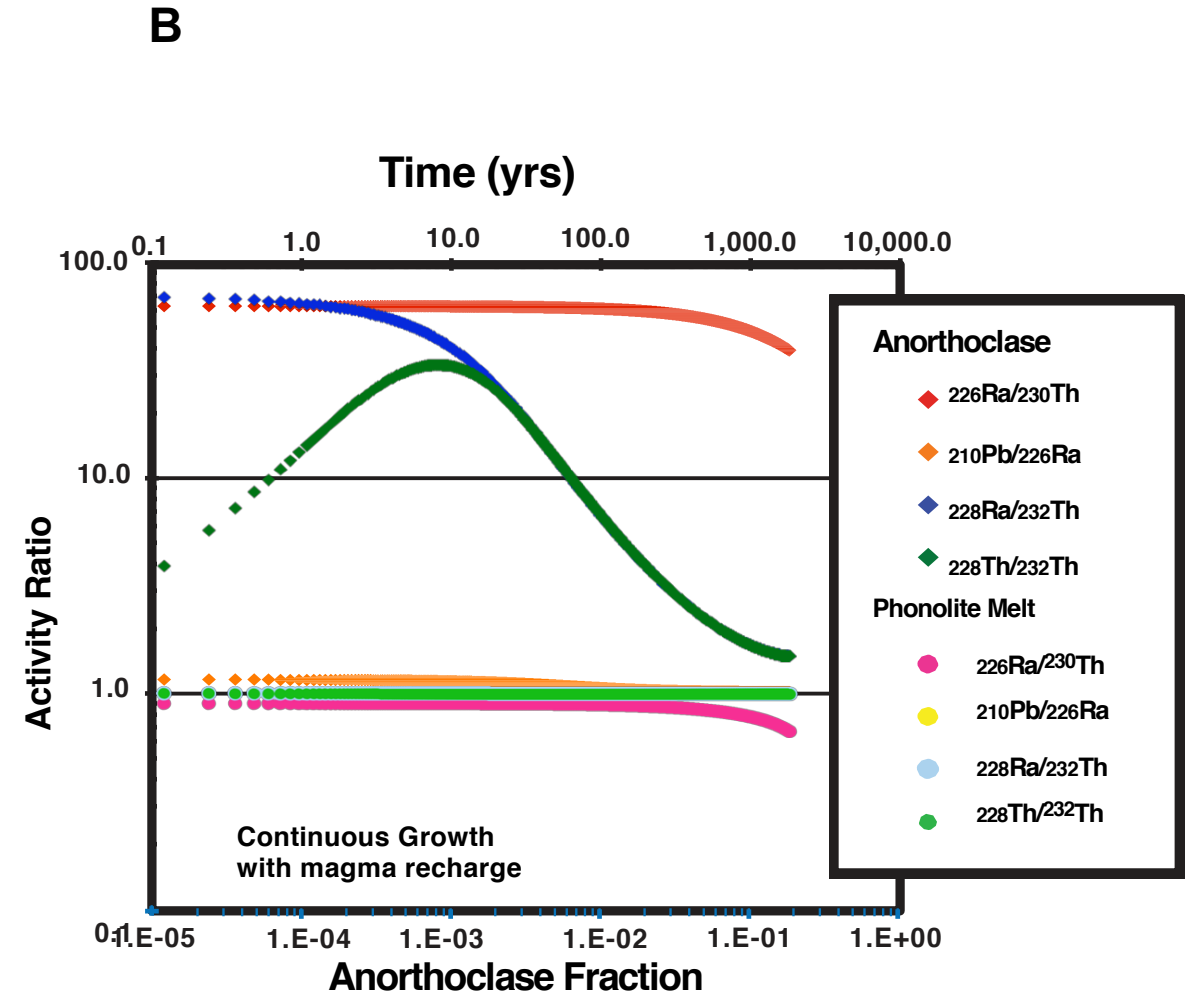 B
Time (yrs)
0.1 1.0 10.0 100.0 1,000.0 10,000.0
100.0
10.0
1.0
0.1
Activity Ratio
Continuous Growth
with magma recharge
1.E-05 1.E-04 1.E-03 1.E-02 1.E-01 1.E+00
Anorthoclase Fraction
Anorthoclase
226Ra/230Th
210Pb/226Ra
228Ra/232Th
228Th/232Th
Phonolite Melt
226Ra/230Th
210Pb/226Ra
228Ra/232Th
228Th/232Th